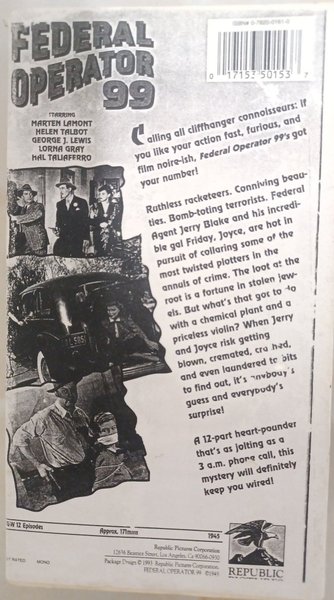 FEDERAL
OPERATOR
99
STARRING
MARTEN LAMONT
HELEN TALBOT
GEORGE J. LEWIS
LORNA GRAY
HAL TALIAFERRO
0 17153 50153 7
Calling all cliffhanger connoisseurs: If
you like your action fast, furious, and
film noire-ish, Federal Operator 99's got
your number!
Ruthless racketeers. Conniving beau-
ties. Bomb-toting terrorists. Federal
Agent Jerry Blake and his incredi-
ble gal Friday, Joyce, are hot in
pursuit of collaring some of the
most twisted plotters in the
annals of crime. The loot at the
root is a fortune in stolen jew-
els. But what's that got to do
with a chemical plant and a
priceless violin? When Jerry
and Joyce risk getting
blown, cremated, crashed,
and even laundered to bits
to find out, it's anybody's
guess and everybody's
surprise!
A 12-part heart-pounder
that's as jolting as a
3 a.m. phone call, this
mystery will definitely
keep you wired!
12 Episodes
Approx. 171mins
1945
Republic Pictures Corporation
12636 Beatrice Street, Los Angeles, CA 90066-0930
Package Design © 1993 Republic Pictures Corporation
FEDERAL OPERATOR 99 ©1945
RATED MONO
REPUBLIC